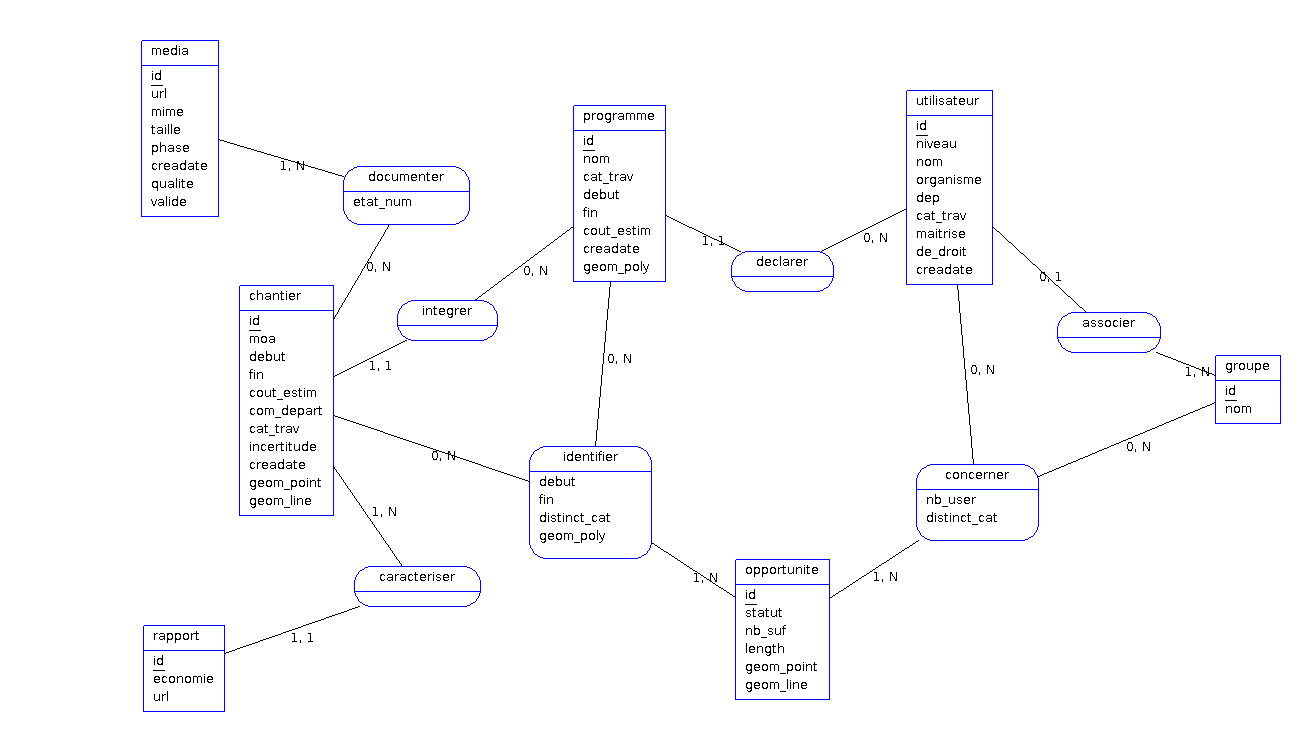 media
id
url
mime
taille
phase
creadate
qualite
valide
1, N
documenter
etat_num
0, N
programme
id
nom
cat_trav
debut
fin
cout_estim
creadate
geom_poly
1, 1
declarer
0, N
utilisateur
id
niveau
nom
organisme
dep
cat_trav
maitrise
de_droit
creadate
0, 1
associer
1, N
groupe
id
nom
0, N
integrer
1, 1
chantier
id
moa
debut
fin
cout_estim
com_depart
cat_trav
incertitude
creadate
geom_point
geom_line
0, N
0, N
identifier
debut
fin
distinct_cat
geom_poly
1, N
0, N
0, N
concerner
nb_user
distinct_cat
1, N
opportunite
id
statut
nb_suf
length
geom_point
geom_line
1, N
caracteriser
1, 1
rapport
id
economie
url